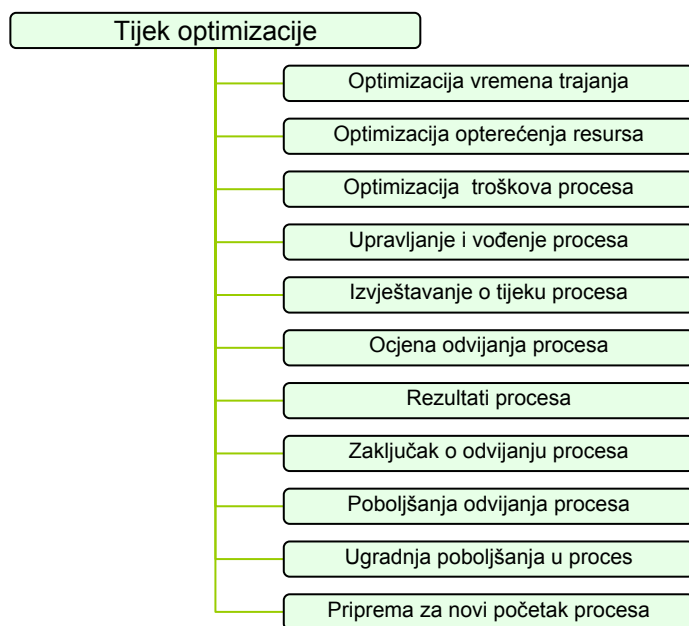 Tijek optimizacije
Optimizacija vremena trajanja
Optimizacija opterećenja resursa
Optimizacija troškova procesa
Upravljanje i vođenje procesa
Izvještavanje o tijeku procesa
Ocjena odvijanja procesa
Rezultati procesa
Zaključak o odvijanju procesa
Poboljšanja odvijanja procesa
Ugradnja poboljšanja u proces
Priprema za novi početak procesa